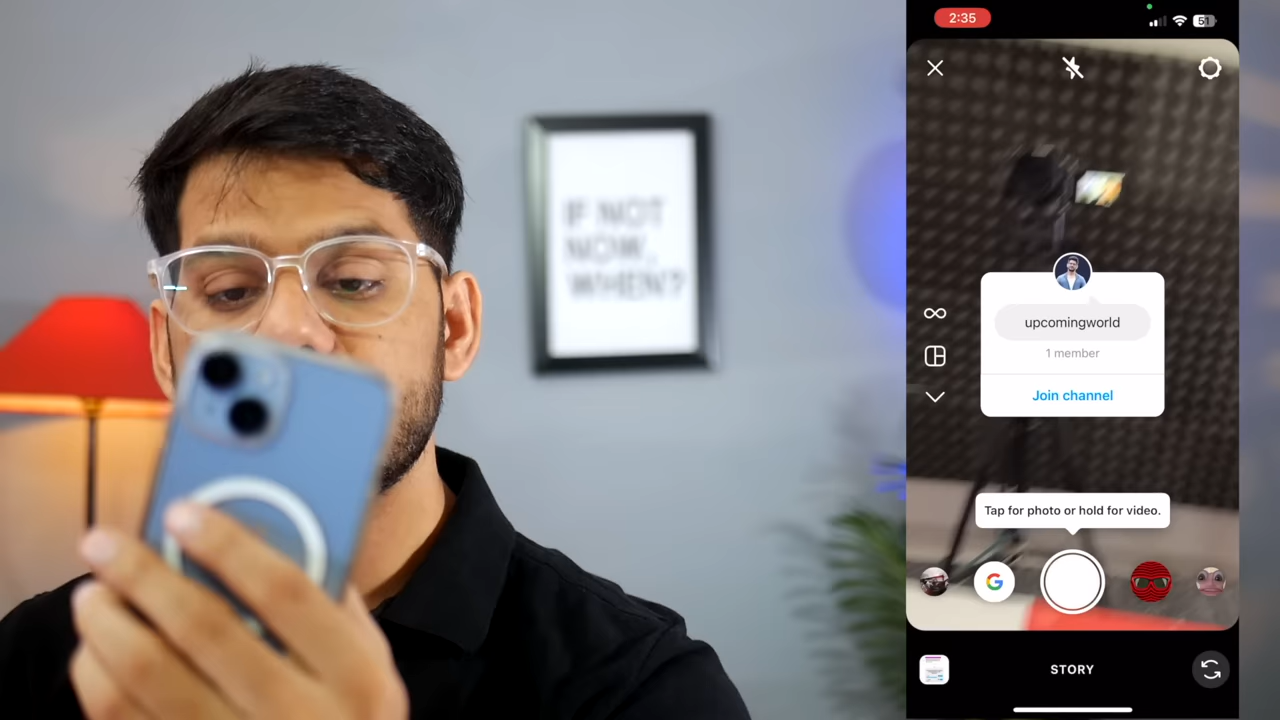 IF NOT
NOW,
WHEN?
2:35
51
upcomingworld
1 member
Join channel
Tap for photo or hold for video.
G
STORY